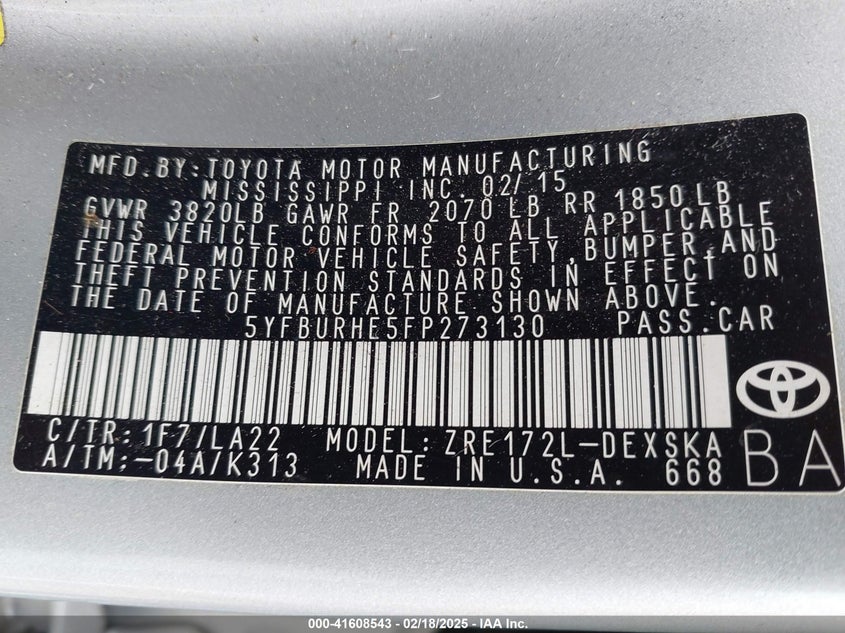 MFD.BY:TOYOTA MOTOR MANUFACTURING
MISSISSIPPI INC. 02/15
GVWR 3820LB GAWR FR 2070 LB RR 1850 LB
THIS VEHICLE CONFORMS TO ALL APPLICABLE
FEDERAL MOTOR VEHICLE SAFETY,BUMPER,AND
THEFT PREVENTION STANDARDS IN EFFECT ON
THE DATE OF MANUFACTURE SHOWN ABOVE.
5YFBURHE5FP273130 PASS.CAR
C/TR:1F7/LA22 MODEL:ZRE172L-DEXSKA
A/TM:-04A/K313 MADE IN U.S.A. 668
BA
000-41608543 - 02/18/2025 - IAA Inc.